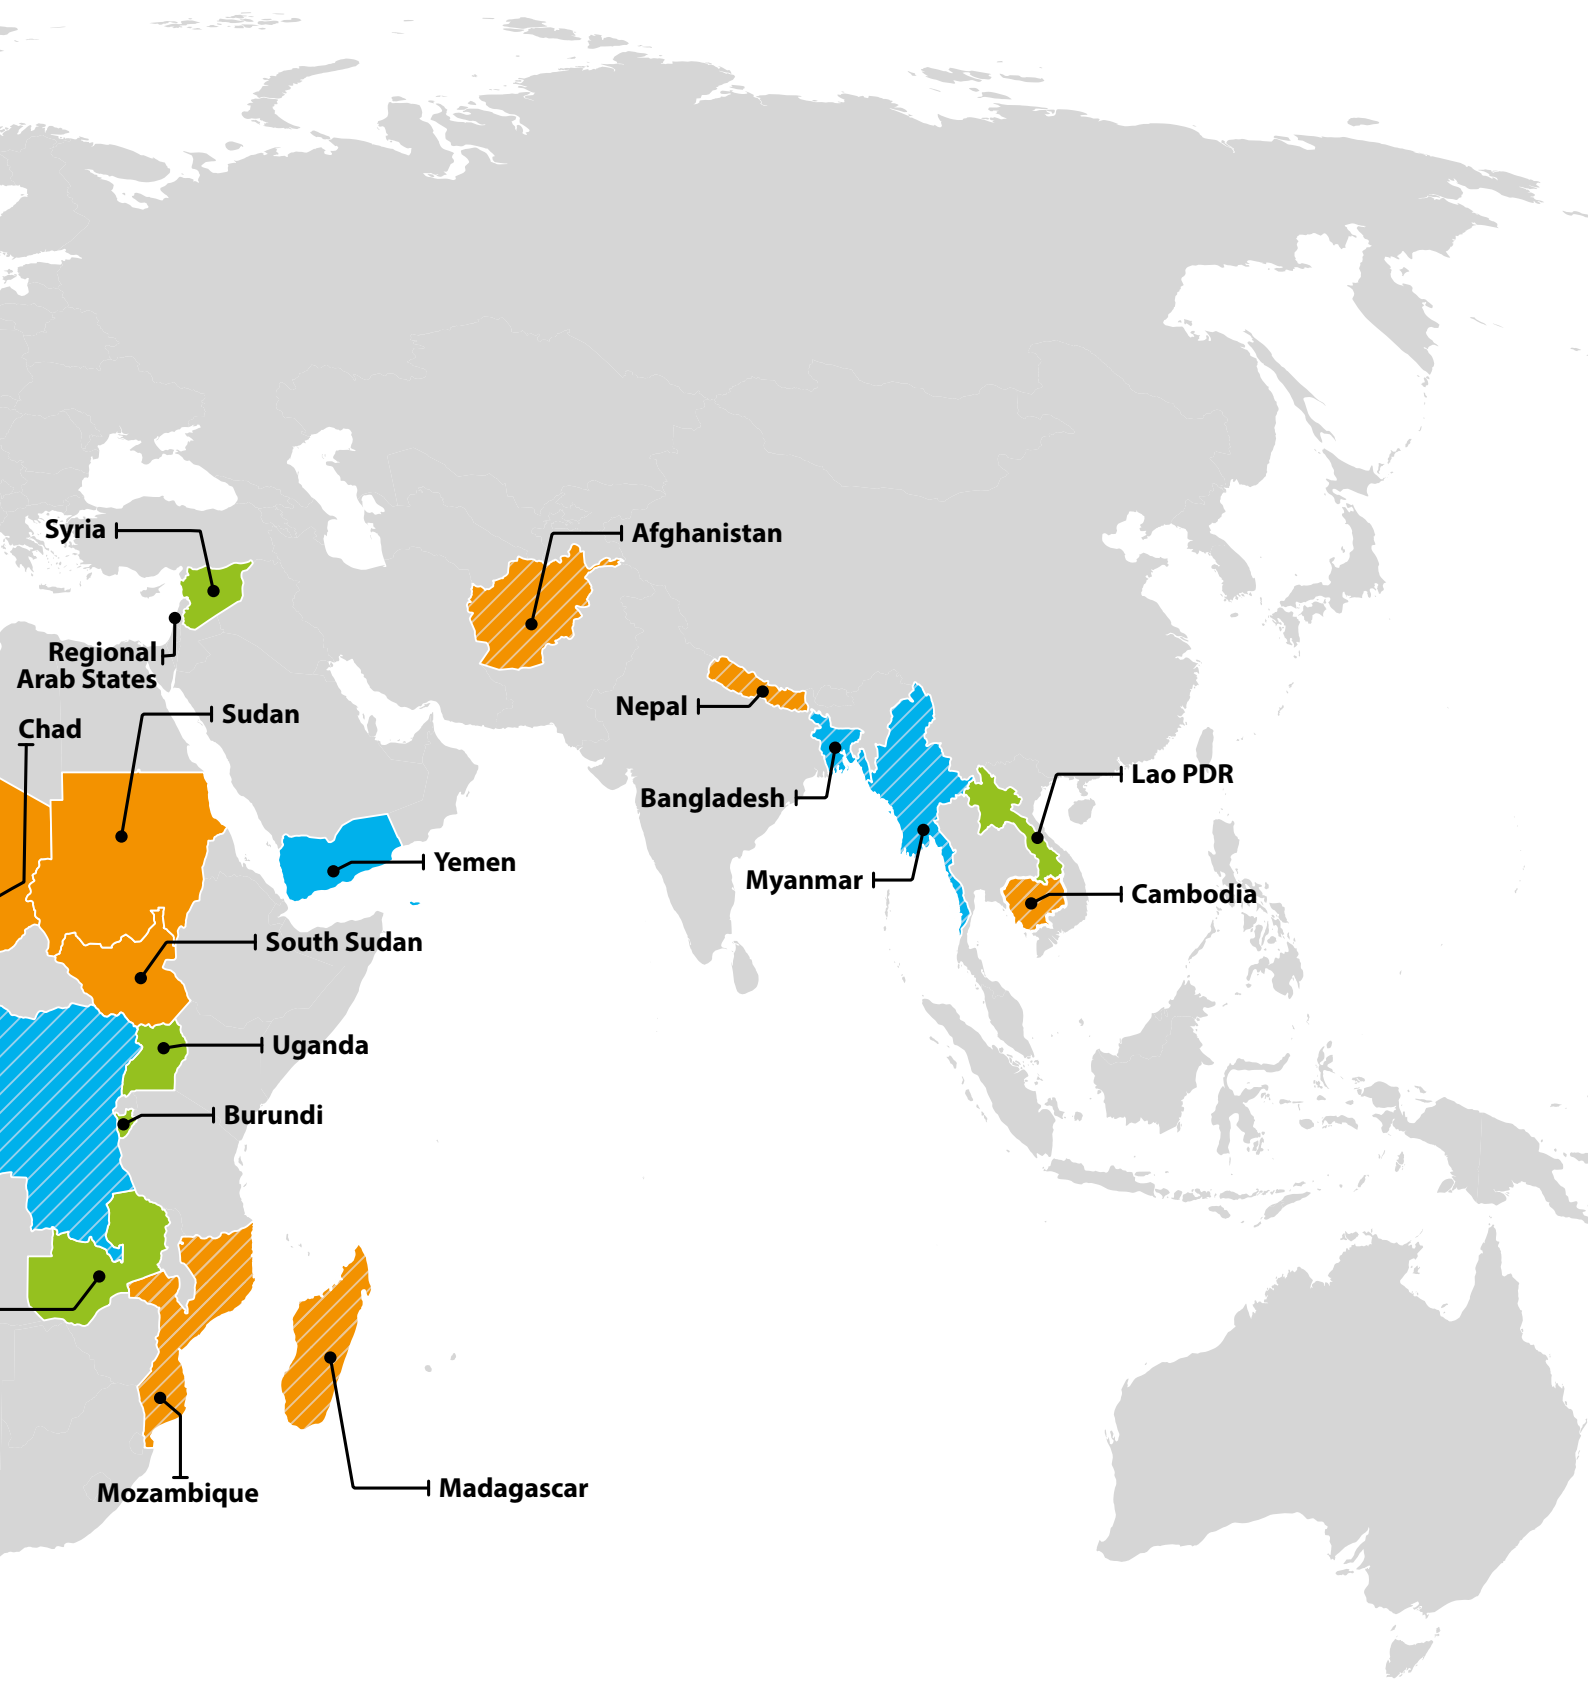 Syria
Afghanistan
Regional
Arab States
Nepal
Sudan
Chad
Lao PDR
Bangladesh
Yemen
Myanmar
Cambodia
South Sudan
Uganda
Burundi
Madagascar
Mozambique